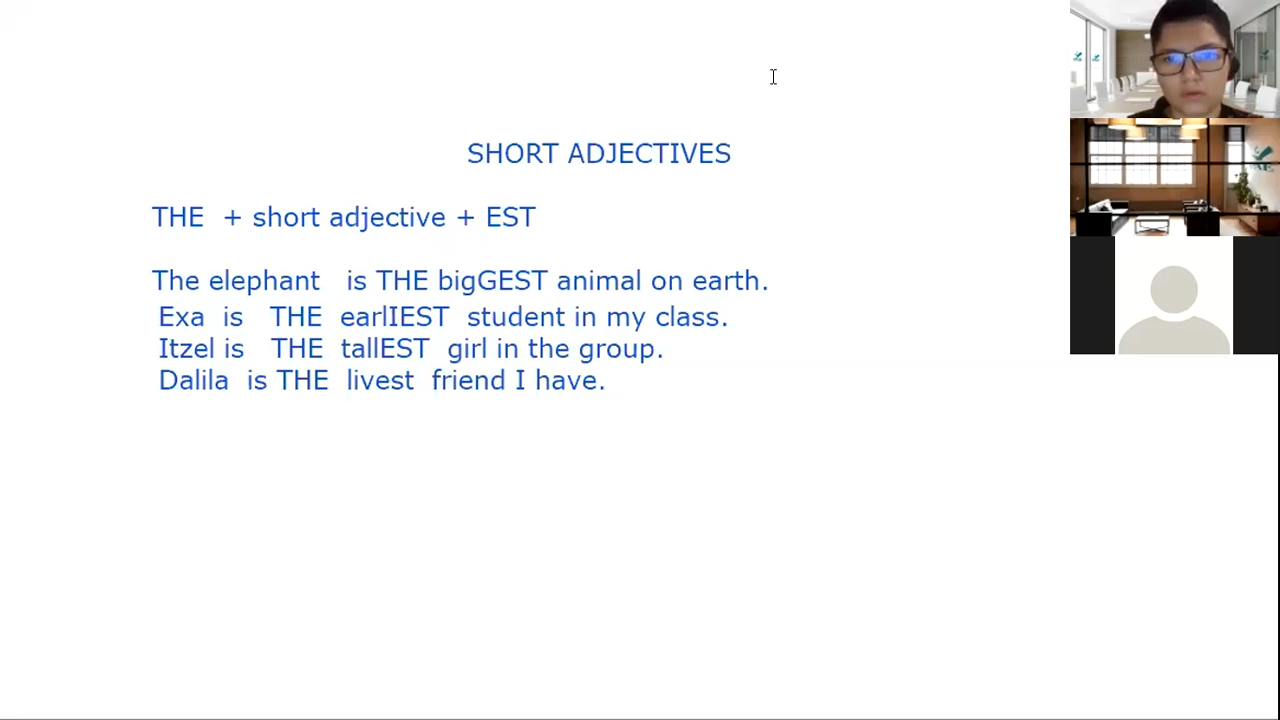 SHORT ADJECTIVES
THE + short adjective + EST
The elephant is THE bigGEST animal on earth.
Exa is THE earlIEST student in my class.
Itzel is THE tallEST girl in the group.
Dalila is THE livest friend I have.